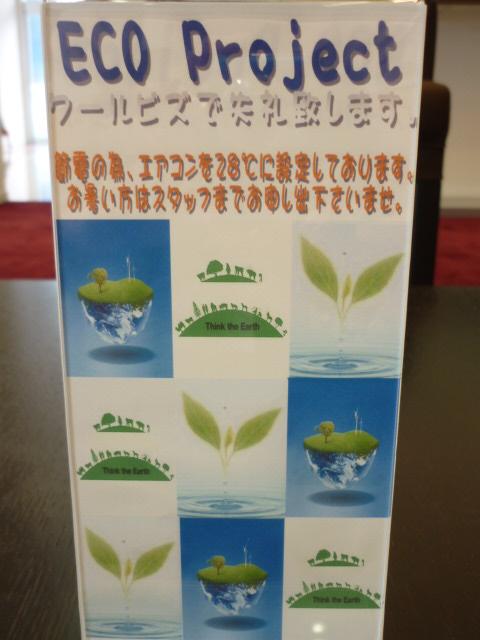 ECO Project
クールビズで失礼致します。
節電の為、エアコンを28℃に設定しております。
お暑い方はスタッフまでお申し出下さいませ。
Think the Earth
Think the Earth
Think the Earth